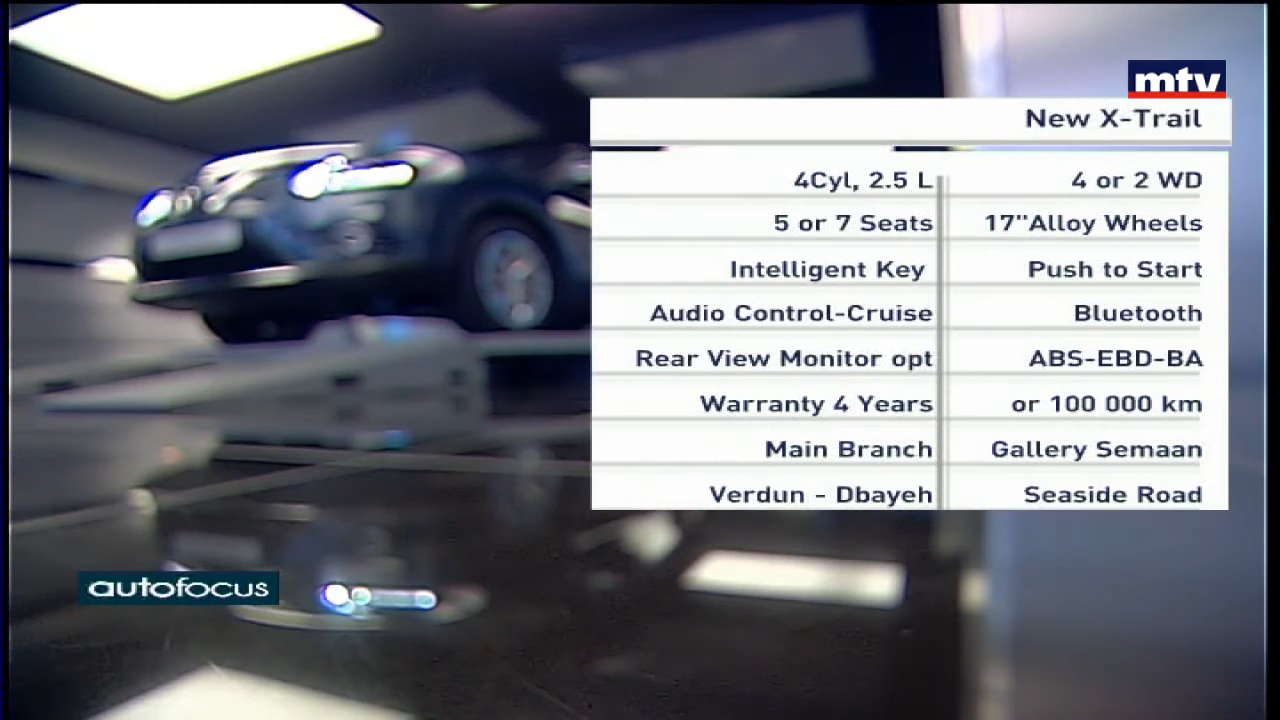 mtv
New X-Trail
4Cyl, 2.5 L 4 or 2 WD
5 or 7 Seats 17"Alloy Wheels
Intelligent Key Push to Start
Audio Control-Cruise Bluetooth
Rear View Monitor opt ABS-EBD-BA
Warranty 4 Years or 100 000 km
Main Branch Gallery Semaan
Verdun - Dbayeh Seaside Road
autofocus